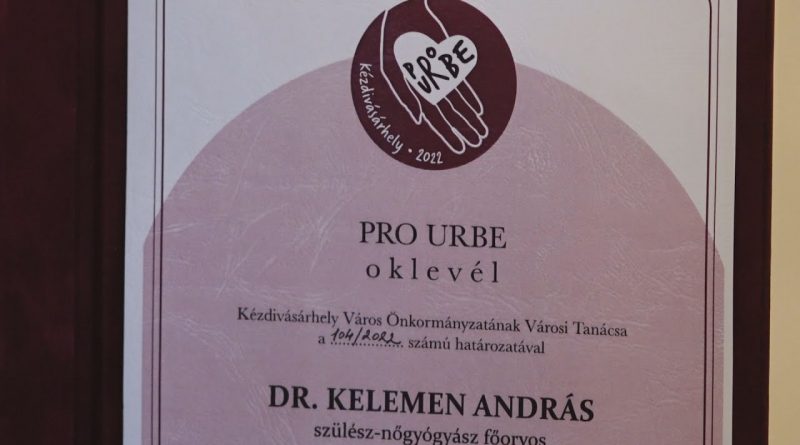 PRO
URBE
Kézdivásárhely • 2022
PRO URBE
oklevél
Kézdivásárhely Város Önkormányzatának Városi Tanácsa
a 104/2022 számú határozatával
DR. KELEMEN ANDRÁS
szülész-nőgyógyász főorvos